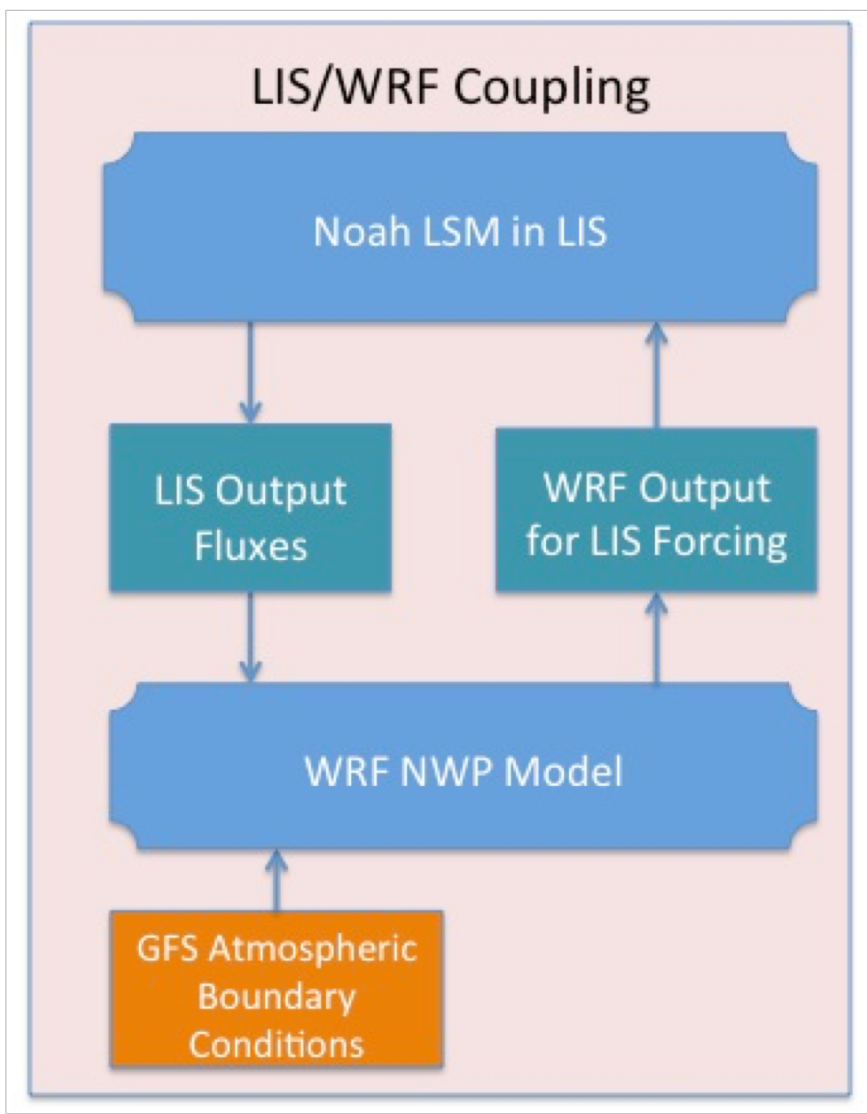 LIS/WRF Coupling
Noah LSM in LIS
LIS Output
Fluxes
WRF Output
for LIS Forcing
WRF NWP Model
GFS Atmospheric
Boundary
Conditions